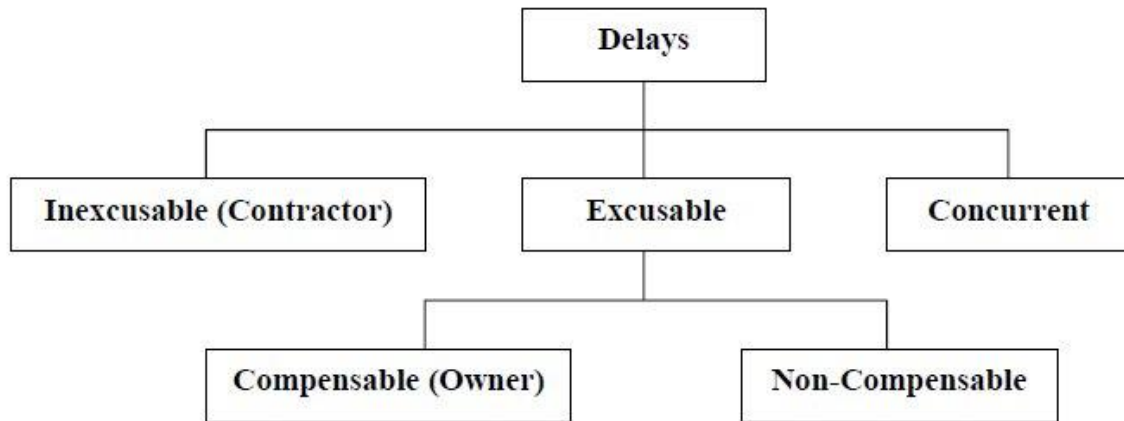 Delays
Inexcusable (Contractor)
Excusable
Concurrent
Compensable (Owner)
Non-Compensable